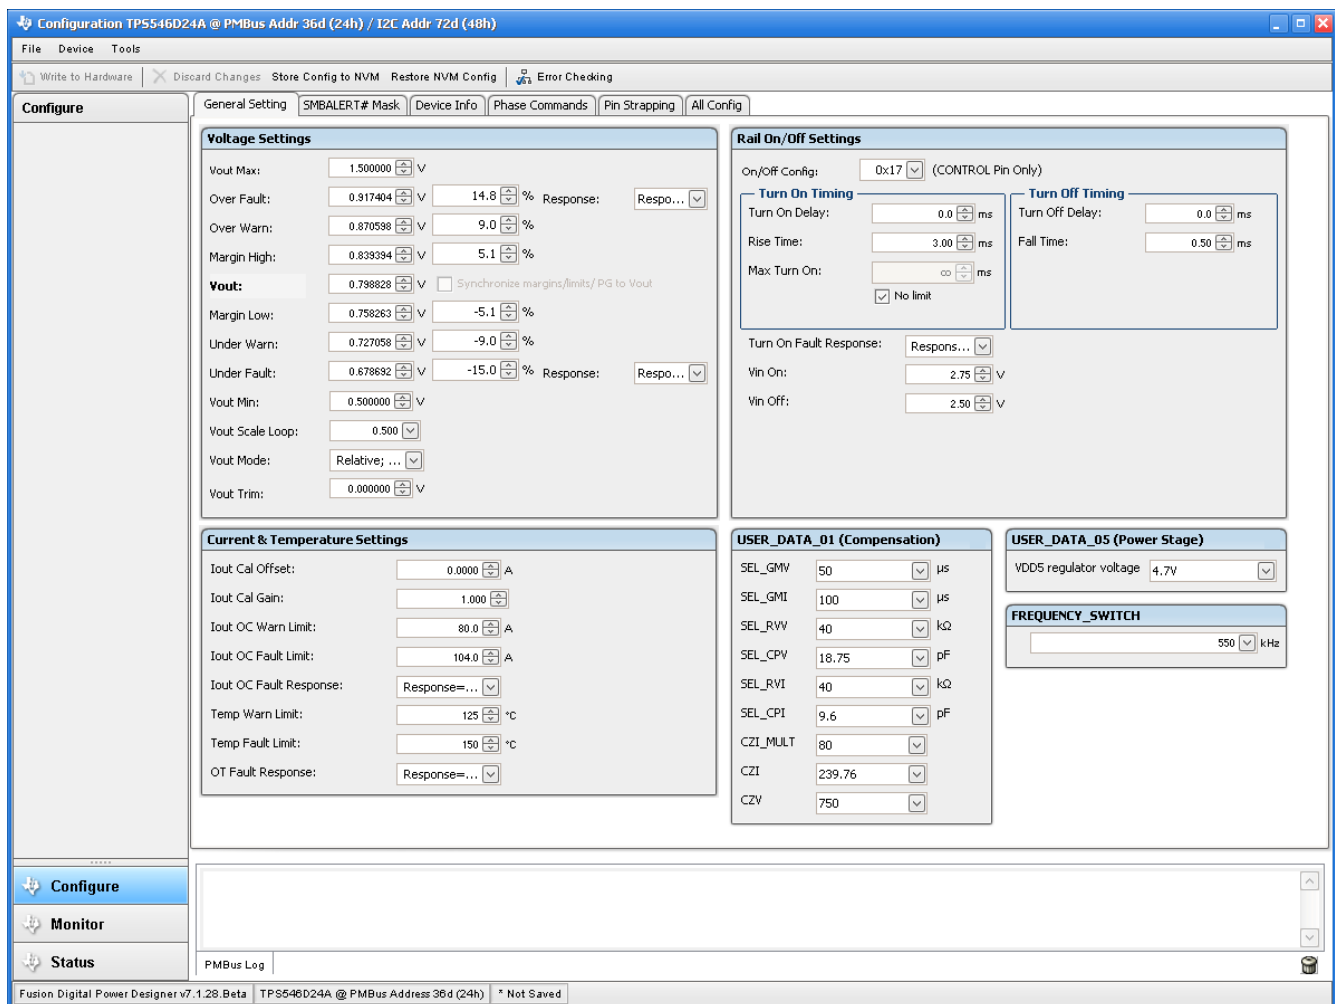 Configuration TPS546D24A @ PMBus Addr 36d (24h) / I2C Addr 72d (48h)
File Device Tools
Write to Hardware Discard Changes Store Config to NVM Restore NVM Config Error Checking
Configure
General Setting SMBALERT# Mask Device Info Phase Commands Pin Strapping All Config
Voltage Settings
Vout Max: 1.500000 V
Over Fault: 0.917404 V 14.8 % Response: Respo...
Over Warn: 0.870598 V 9.0 %
Margin High: 0.839394 V 5.1 %
Vout: 0.798828 V Synchronize margins/limits/ PG to Vout
Margin Low: 0.758263 V -5.1 %
Under Warn: 0.727058 V -9.0 %
Under Fault: 0.678692 V -15.0 % Response: Respo...
Vout Min: 0.500000 V
Vout Scale Loop: 0.500
Vout Mode: Relative; ...
Vout Trim: 0.000000 V
Rail On/Off Settings
On/Off Config: 0x17 (CONTROL Pin Only)
Turn On Timing
Turn On Delay: 0.0 ms
Rise Time: 3.00 ms
Max Turn On: ∞ ms
No limit
Turn Off Timing
Turn Off Delay: 0.0 ms
Fall Time: 0.50 ms
Turn On Fault Response: Respons...
Vin On: 2.75 V
Vin Off: 2.50 V
Current & Temperature Settings
Iout Cal Offset: 0.0000 A
Iout Cal Gain: 1.000
Iout OC Warn Limit: 80.0 A
Iout OC Fault Limit: 104.0 A
Iout OC Fault Response: Response=...
Temp Warn Limit: 125 °C
Temp Fault Limit: 150 °C
OT Fault Response: Response=...
USER_DATA_01 (Compensation)
SEL_GMV 50 µs
SEL_GMI 100 µs
SEL_RVV 40 kΩ
SEL_CPV 18.75 pF
SEL_RVI 40 kΩ
SEL_CPI 9.6 pF
CZI_MULT 80
CZI 239.76
CZV 750
USER_DATA_05 (Power Stage)
VDD5 regulator voltage 4.7V
FREQUENCY_SWITCH
550 kHz
Configure
Monitor
Status
PMBus Log
Fusion Digital Power Designer v7.1.28.Beta TPS546D24A @ PMBus Address 36d (24h) * Not Saved